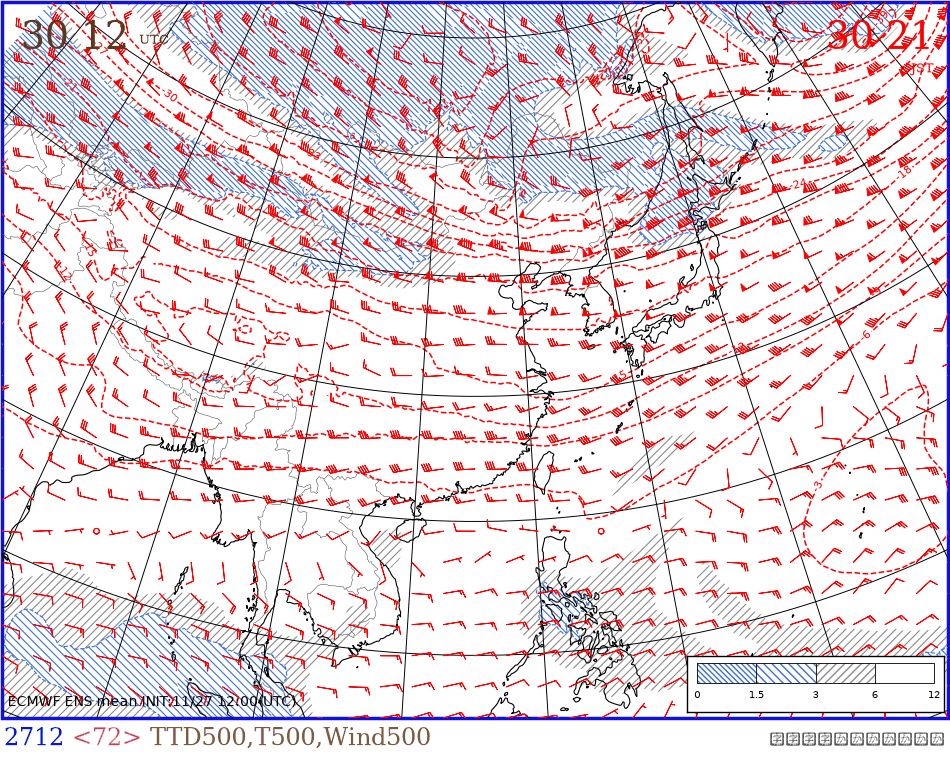 30 12 UTC 30 21 JST
-30
-24
-18
-6
-3
ECMWF ENS mean INIT:11/27 12:00(UTC)
0 1.5 3 6 12
2712 <72> TTD500,T500,Wind500